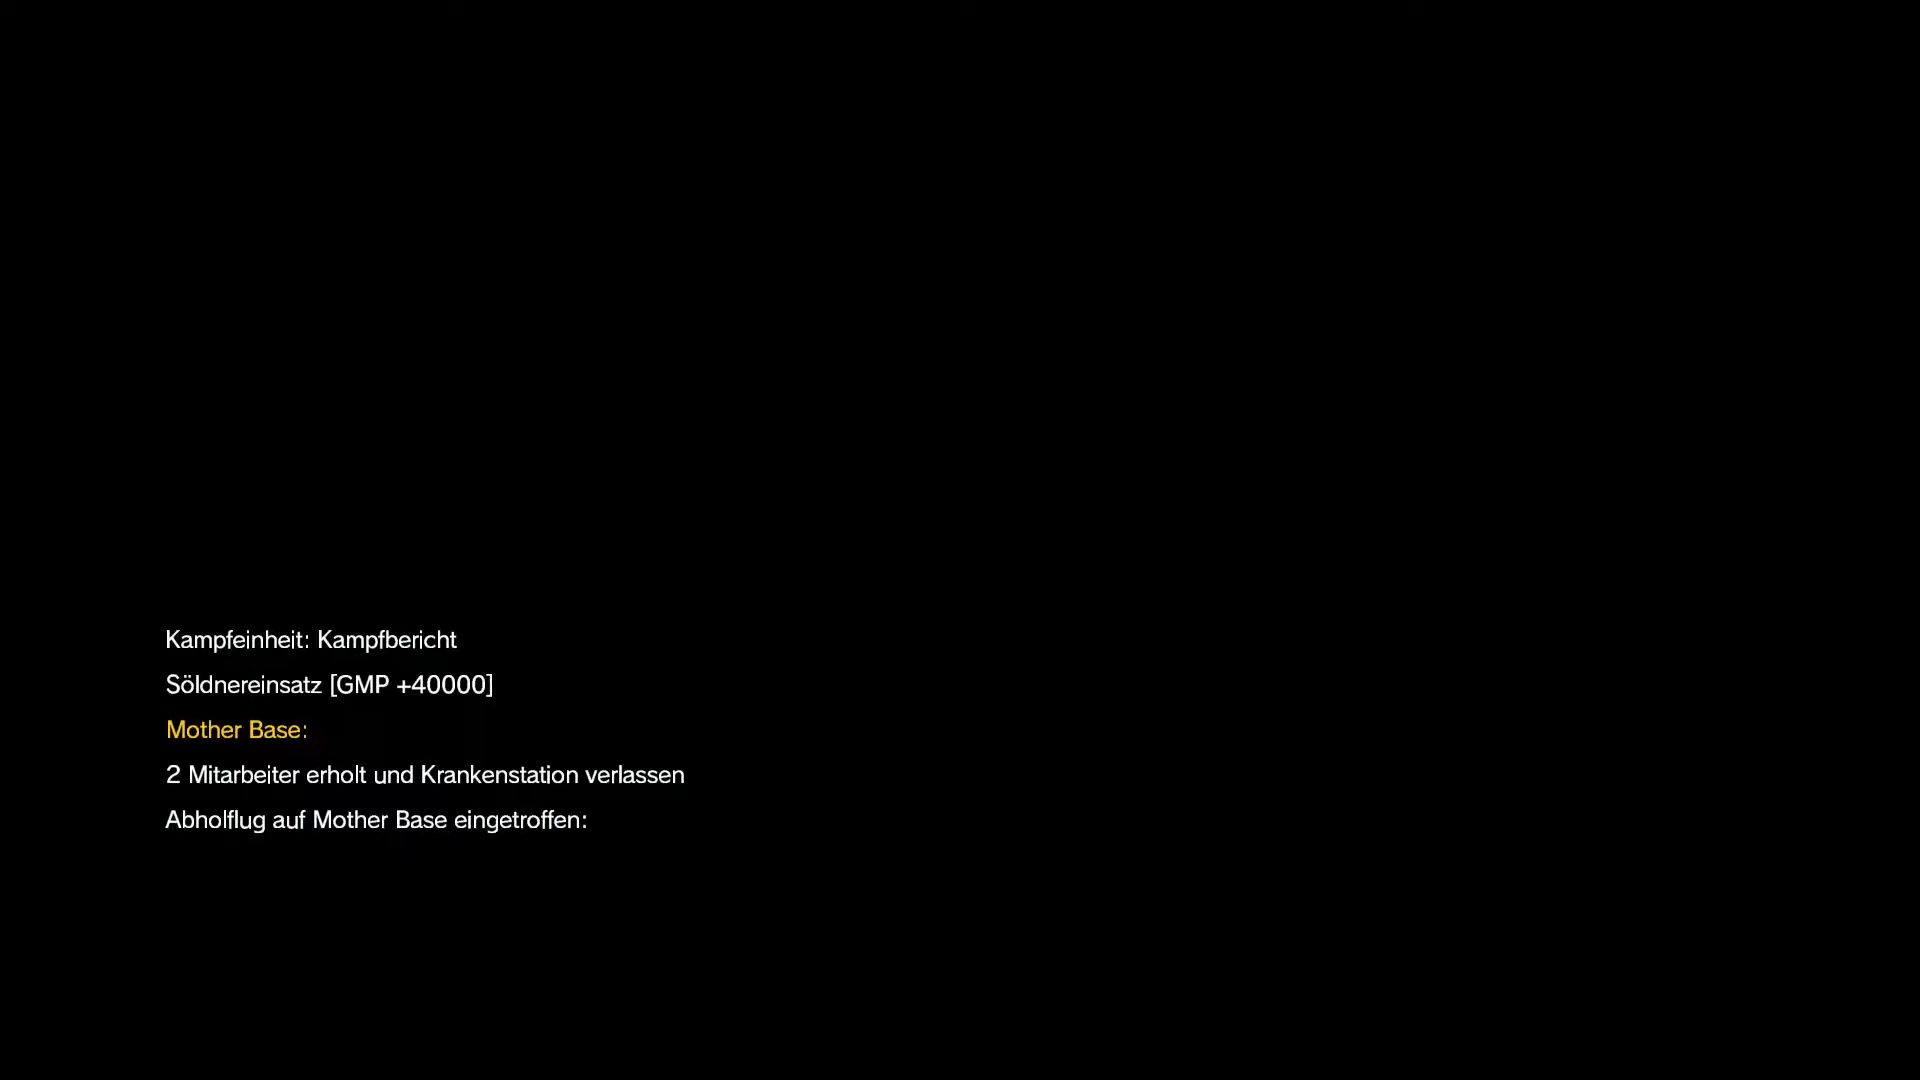 Kampfeinheit: Kampfbericht
Söldnereinsatz [GMP +40000]
Mother Base:
2 Mitarbeiter erholt und Krankenstation verlassen
Abholflug auf Mother Base eingetroffen: